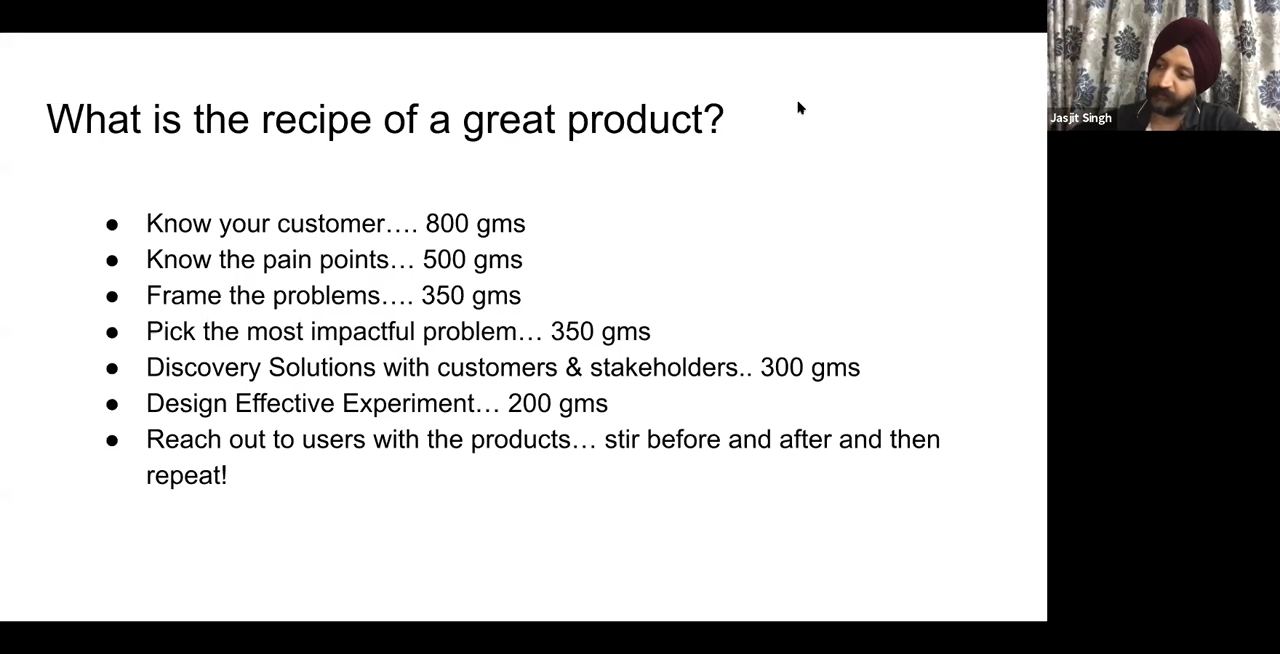 What is the recipe of a great product?
● Know your customer…. 800 gms
● Know the pain points… 500 gms
● Frame the problems…. 350 gms
● Pick the most impactful problem… 350 gms
● Discovery Solutions with customers & stakeholders.. 300 gms
● Design Effective Experiment… 200 gms
● Reach out to users with the products… stir before and after and then
repeat!
Jasjit Singh